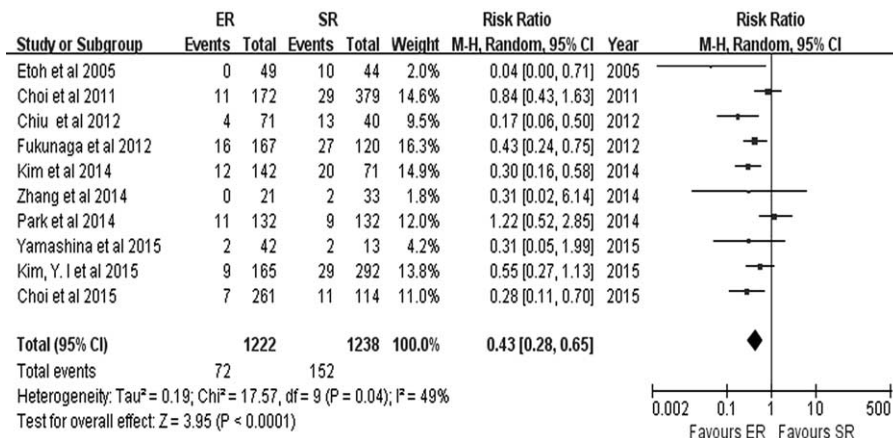 ER SR Risk Ratio Risk Ratio
Study or Subgroup Events Total Events Total Weight M-H, Random, 95% CI Year M-H, Random, 95% CI
Etoh et al 2005 0 49 10 44 2.0% 0.04 [0.00, 0.71] 2005
Choi et al 2011 11 172 29 379 14.6% 0.84 [0.43, 1.63] 2011
Chiu et al 2012 4 71 13 40 9.5% 0.17 [0.06, 0.50] 2012
Fukunaga et al 2012 16 167 27 120 16.3% 0.43 [0.24, 0.75] 2012
Kim et al 2014 12 142 20 71 14.9% 0.30 [0.16, 0.58] 2014
Zhang et al 2014 0 21 2 33 1.8% 0.31 [0.02, 6.14] 2014
Park et al 2014 11 132 9 132 12.0% 1.22 [0.52, 2.85] 2014
Yamashina et al 2015 2 42 2 13 4.2% 0.31 [0.05, 1.99] 2015
Kim, Y. I et al 2015 9 165 29 292 13.8% 0.55 [0.27, 1.13] 2015
Choi et al 2015 7 261 11 114 11.0% 0.28 [0.11, 0.70] 2015
Total (95% CI) 1222 1238 100.0% 0.43 [0.28, 0.65]
Total events 72 152
Heterogeneity: Tau² = 0.19; Chi² = 17.57, df = 9 (P = 0.04); I² = 49%
Test for overall effect: Z = 3.95 (P < 0.0001)
0.002 0.1 1 10 500
Favours ER Favours SR